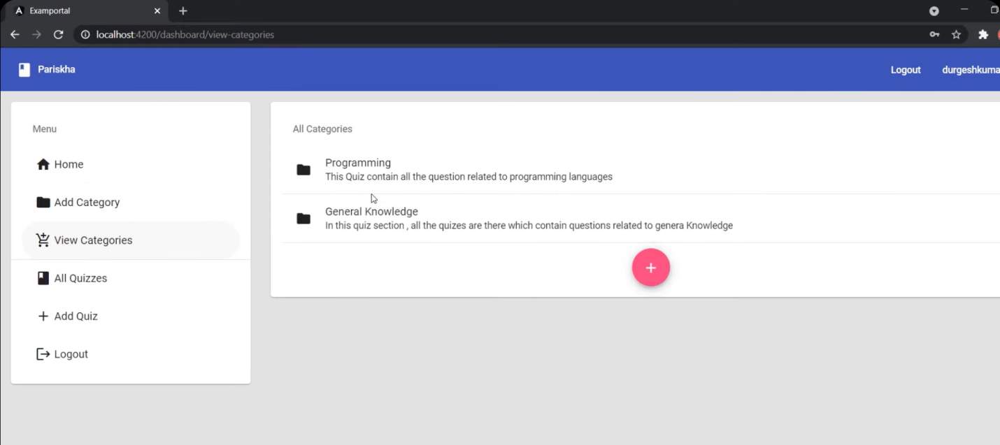 Examportal
localhost:4200/dashboard/view-categories
Pariskha
Logout durgeshkuma
Menu
Home
Add Category
View Categories
All Quizzes
Add Quiz
Logout
All Categories
Programming
This Quiz contain all the question related to programming languages
General Knowledge
In this quiz section , all the quizes are there which contain questions related to genera Knowledge